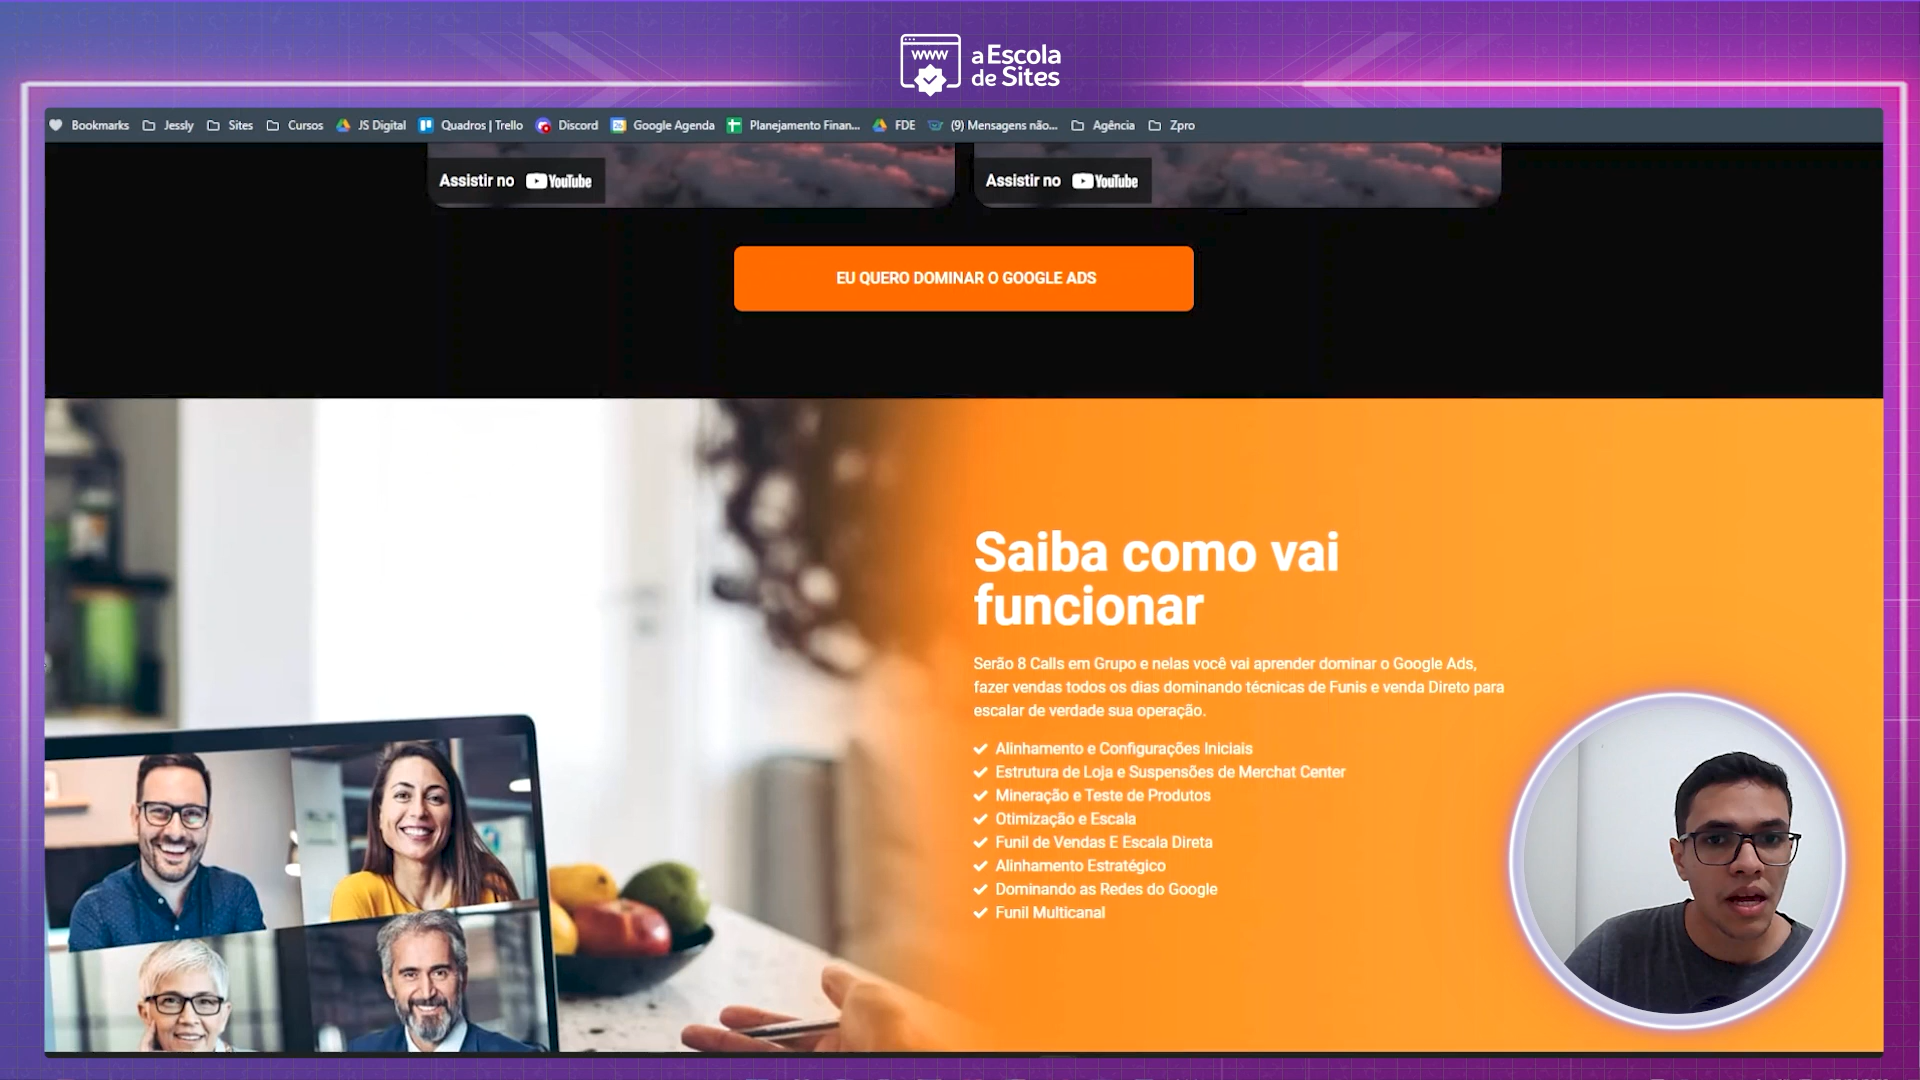 www
a Escola
de Sites
Bookmarks Jessly Sites Cursos JS Digital Quadros | Trello Discord Google Agenda Planejamento Finan... FDE (9) Mensagens não... Agência Zpro
Assistir no YouTube
Assistir no YouTube
EU QUERO DOMINAR O GOOGLE ADS
Saiba como vai
funcionar
Serão 8 Calls em Grupo e nelas você vai aprender dominar o Google Ads,
fazer vendas todos os dias dominando técnicas de Funis e venda Direto para
escalar de verdade sua operação.
Alinhamento e Configurações Iniciais
Estrutura de Loja e Suspensões de Merchat Center
Mineração e Teste de Produtos
Otimização e Escala
Funil de Vendas E Escala Direta
Alinhamento Estratégico
Dominando as Redes do Google
Funil Multicanal